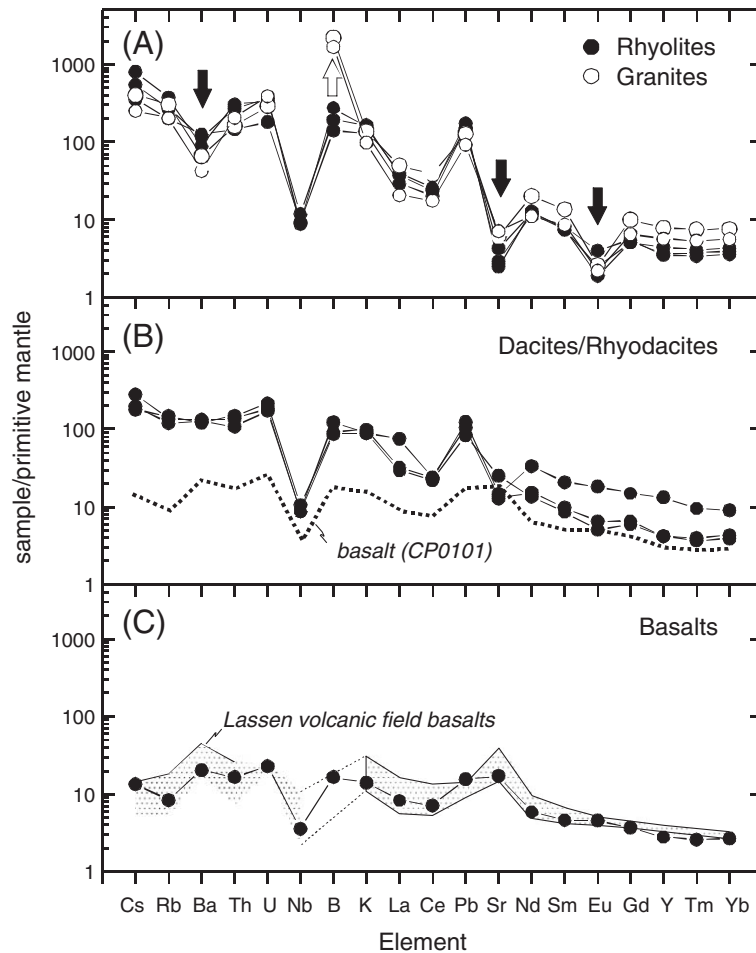 (A)
Rhyolites
Granites
1000
100
10
1
(B)
Dacites/Rhyodacites
1000
100
10
1
basalt (CP0101)
(C)
Basalts
1000
100
10
1
Lassen volcanic field basalts
sample/primitive mantle
Cs Rb Ba Th U Nb B K La Ce Pb Sr Nd Sm Eu Gd Y Tm Yb
Element